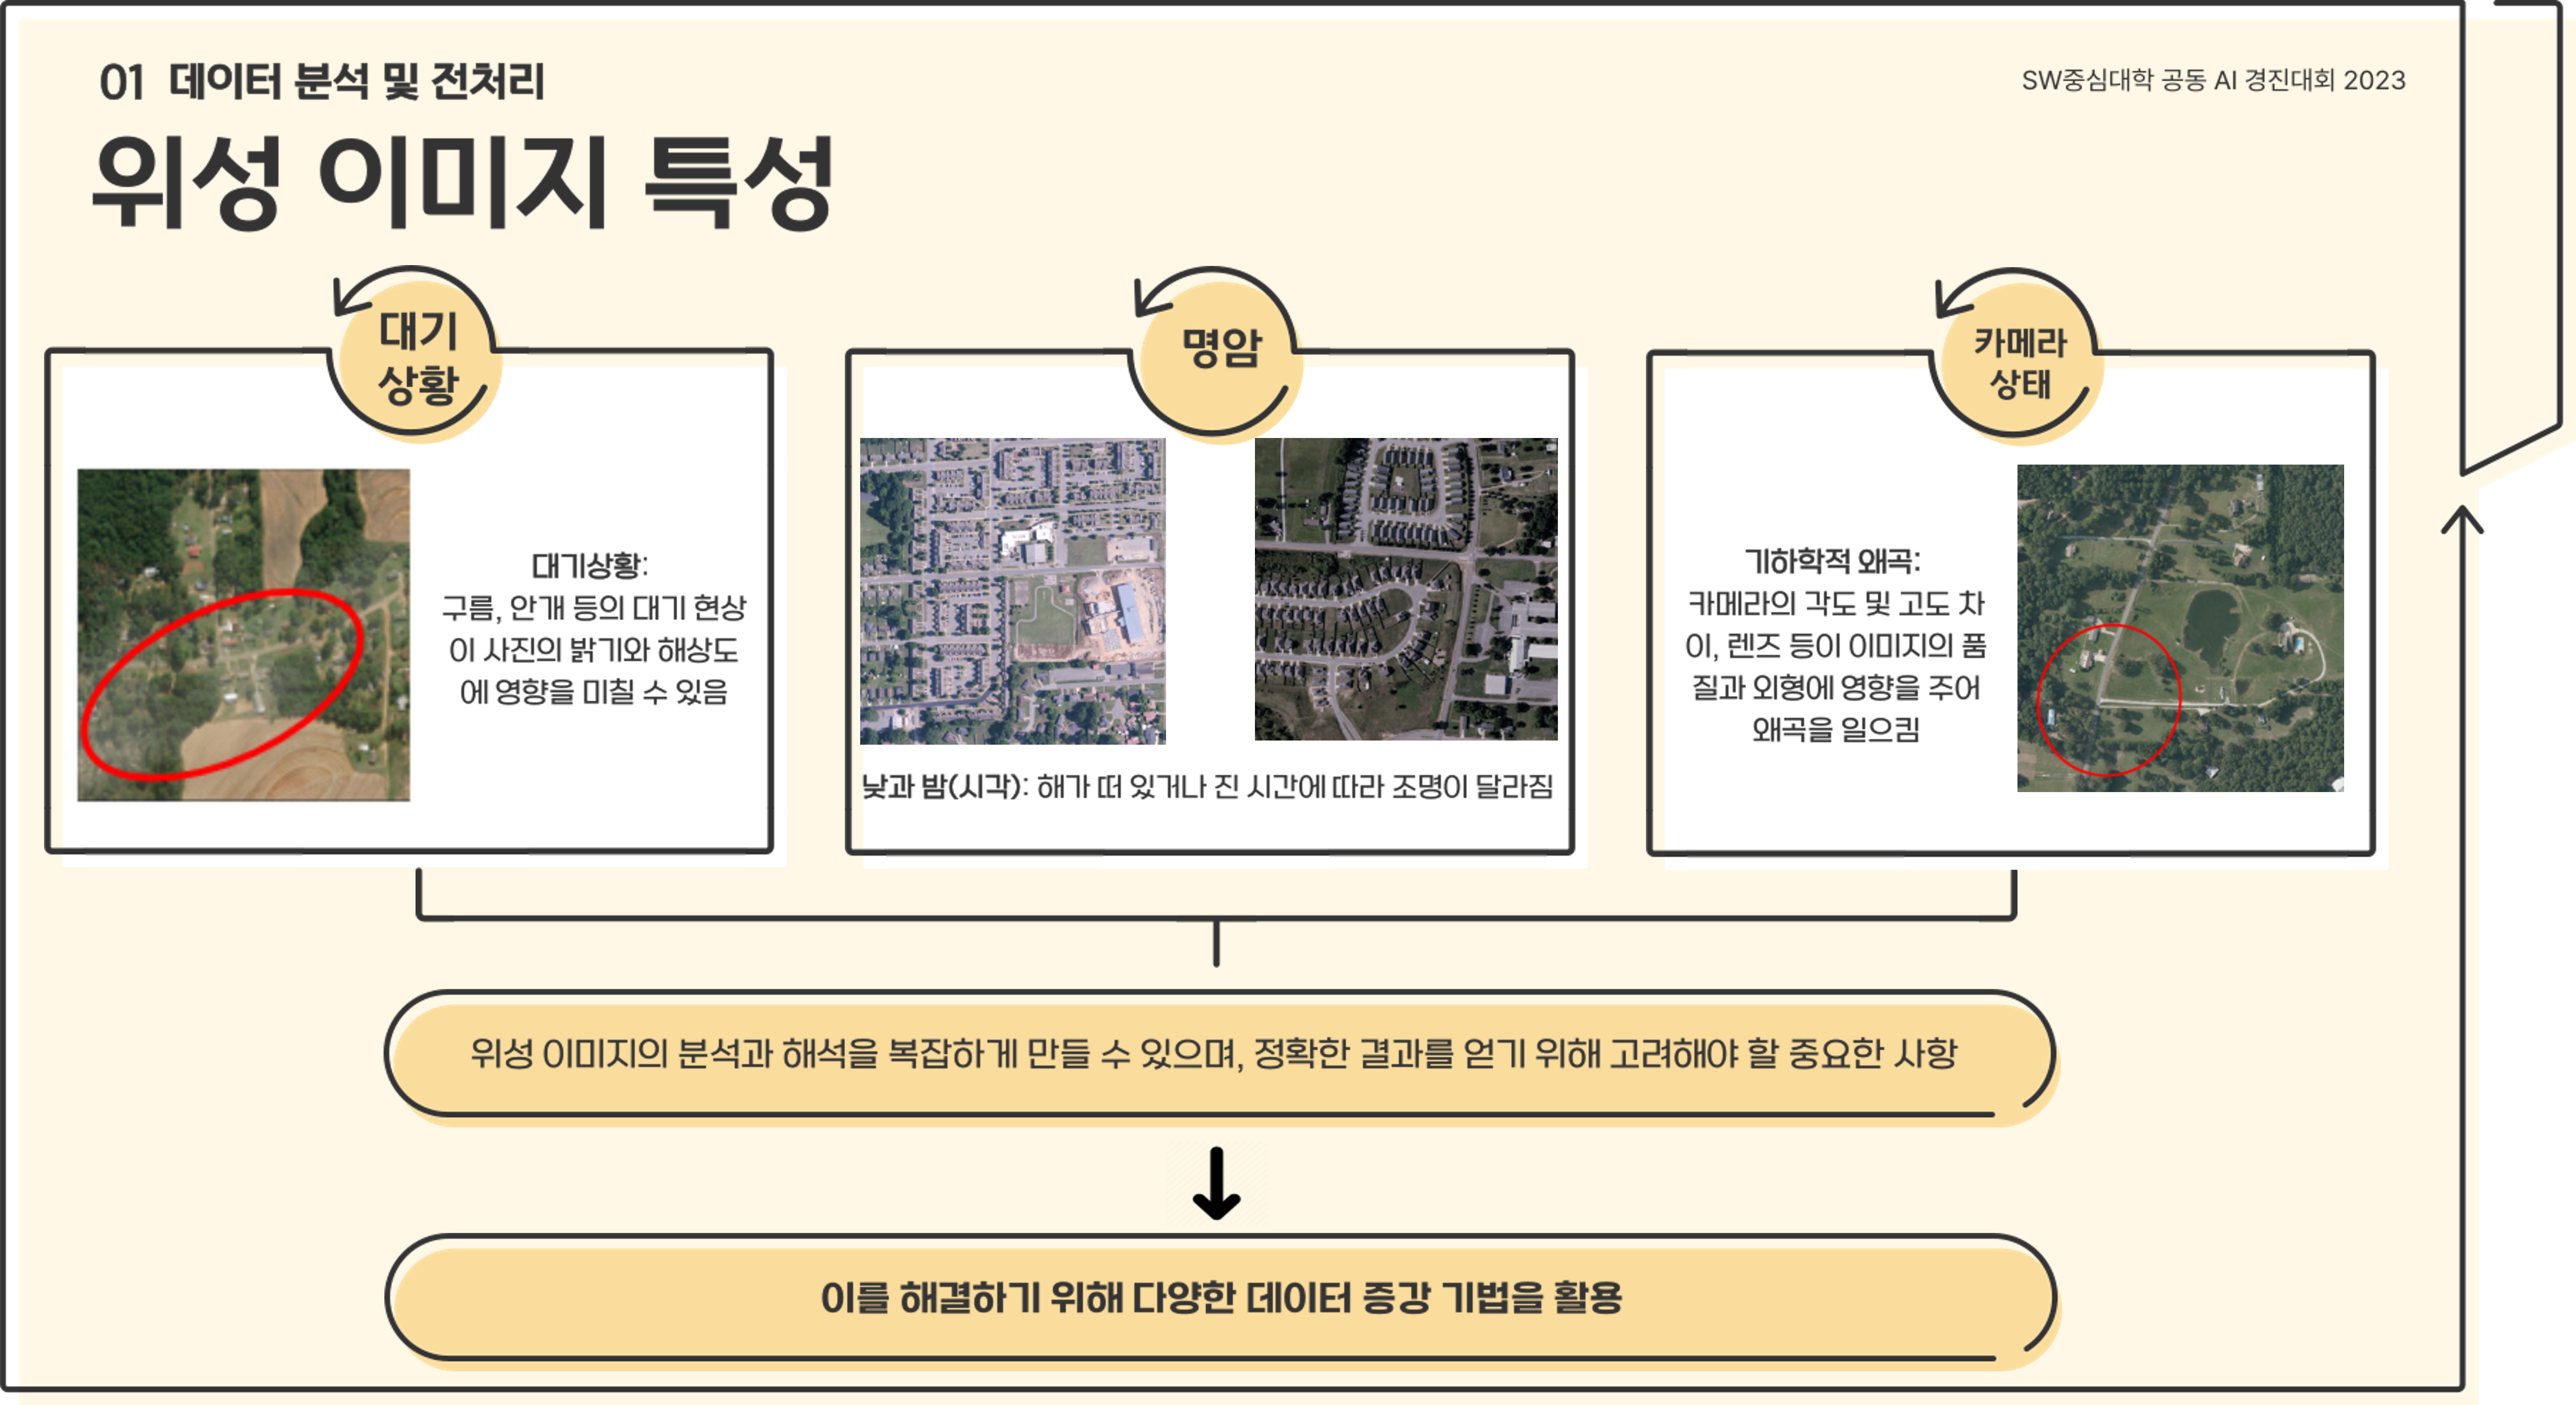 01 데이터 분석 및 전처리
SW중심대학 공동 AI 경진대회 2023
위성 이미지 특성
대기
상황
대기상황:
구름, 안개 등의 대기 현상
이 사진의 밝기와 해상도
에 영향을 미칠 수 있음
명암
낮과 밤(시각): 해가 떠 있거나 진 시간에 따라 조명이 달라짐
카메라
상태
기하학적 왜곡:
카메라의 각도 및 고도 차
이, 렌즈 등이 이미지의 품
질과 외형에 영향을 주어
왜곡을 일으킴
위성 이미지의 분석과 해석을 복잡하게 만들 수 있으며, 정확한 결과를 얻기 위해 고려해야 할 중요한 사항
이를 해결하기 위해 다양한 데이터 증강 기법을 활용